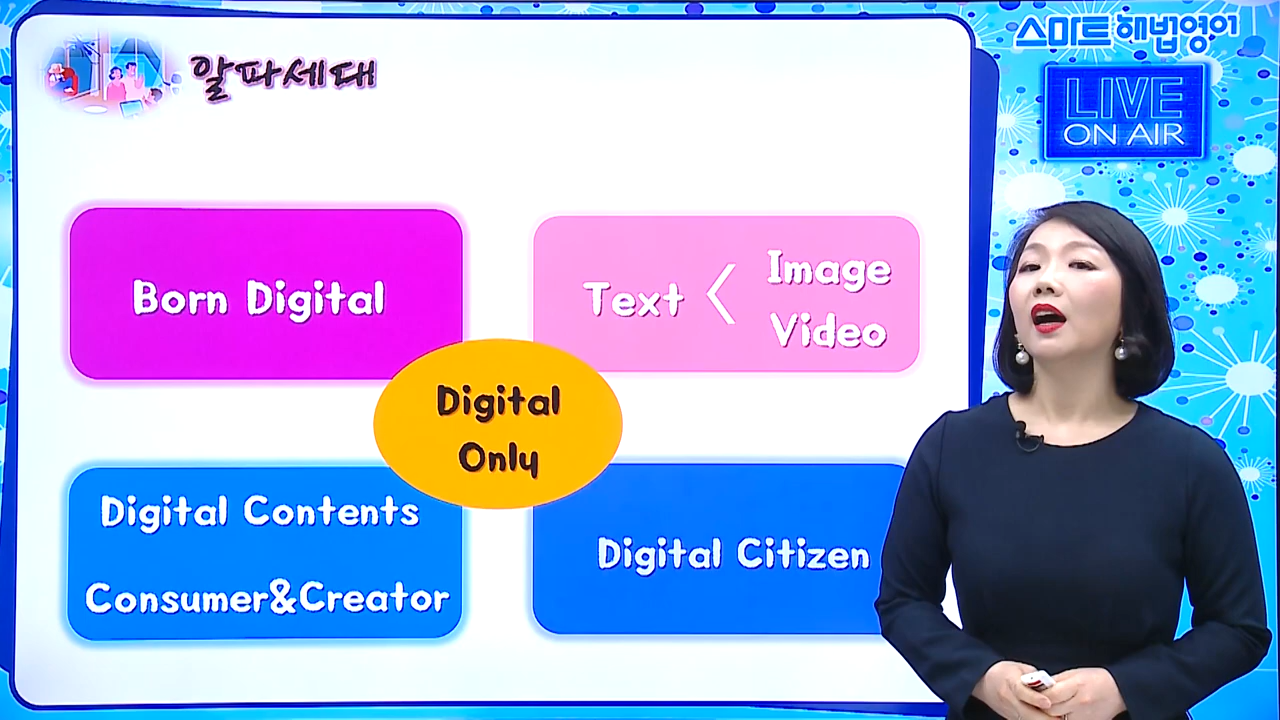 알파세대
스마트해법영어
LIVE
ON AIR
Born Digital
Text < Image
Video
Digital
Only
Digital Contents
Consumer&Creator
Digital Citizen